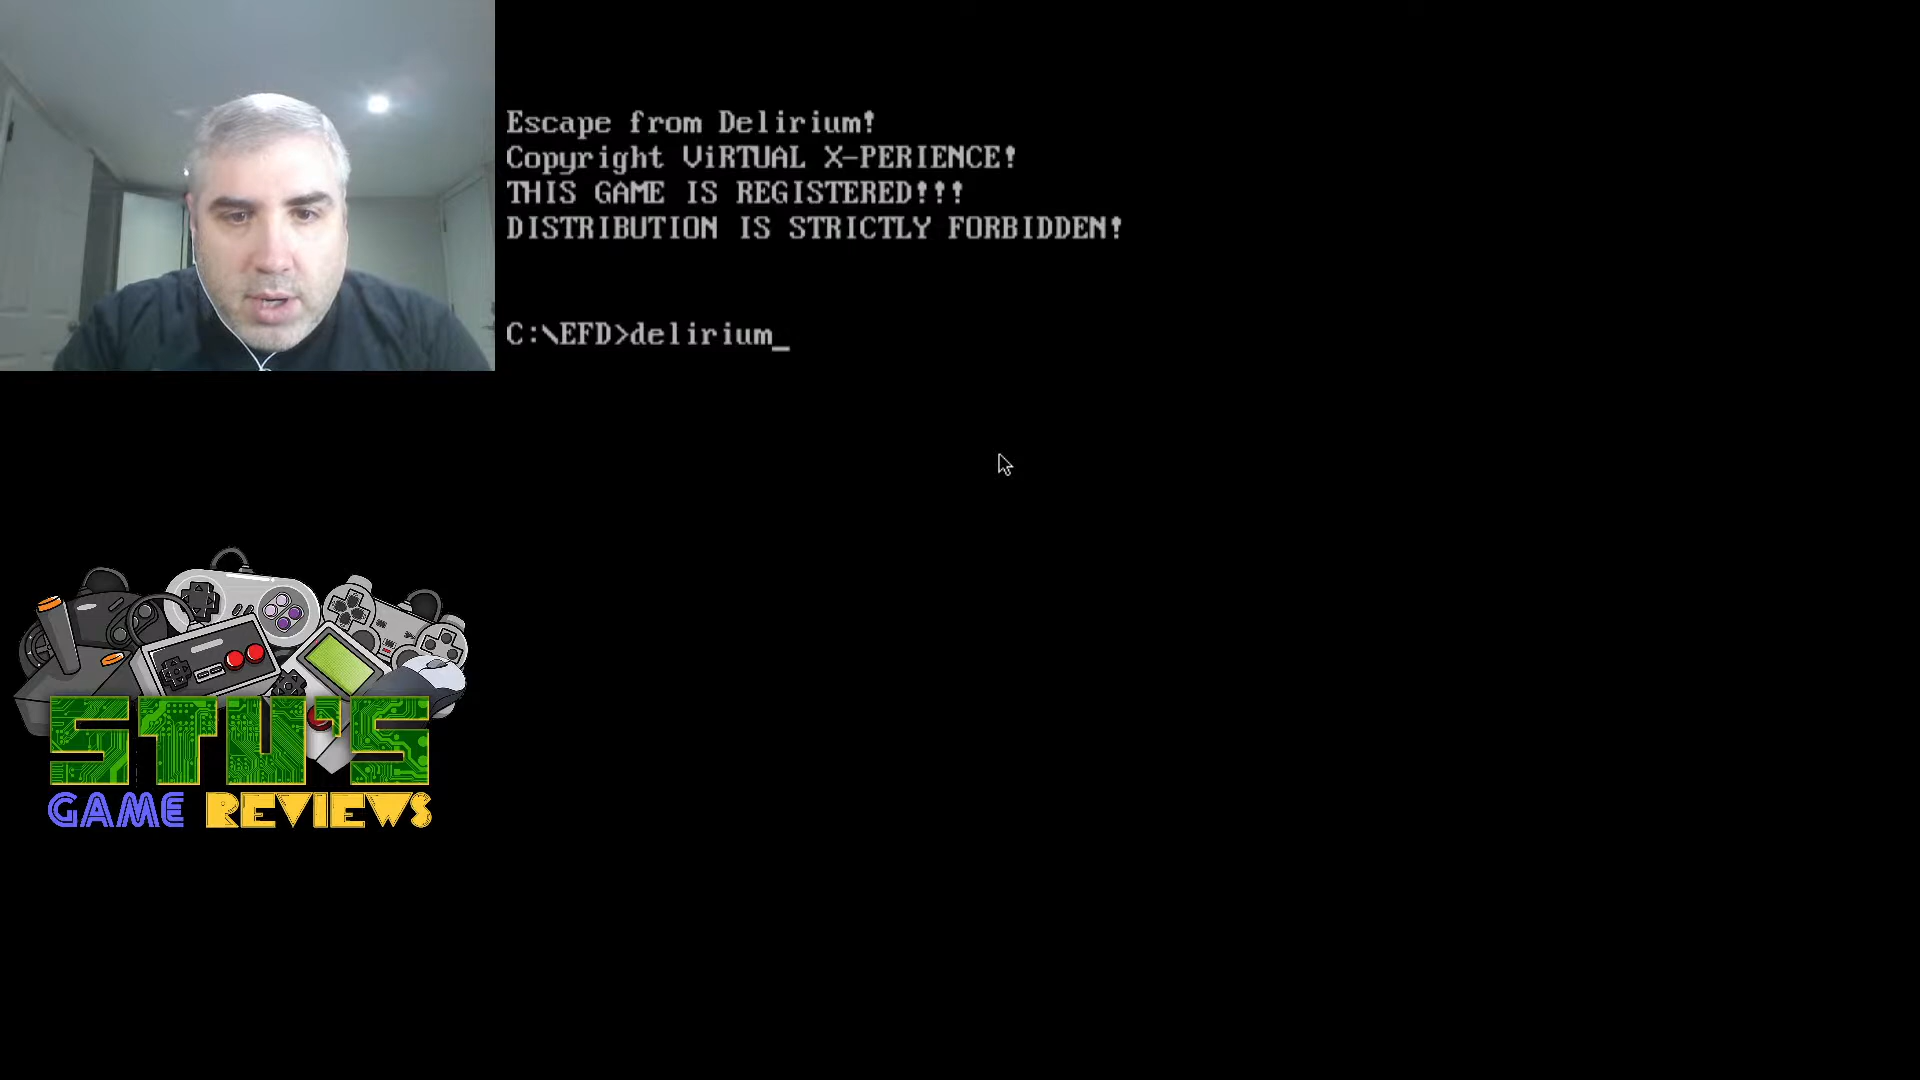 Escape from Delirium!
Copyright ViRTUAL X-PERIENCE!
THIS GAME IS REGISTERED!!!
DISTRIBUTION IS STRICTLY FORBIDDEN!
C:\EFD>delirium_
STU'S
GAME REVIEWS